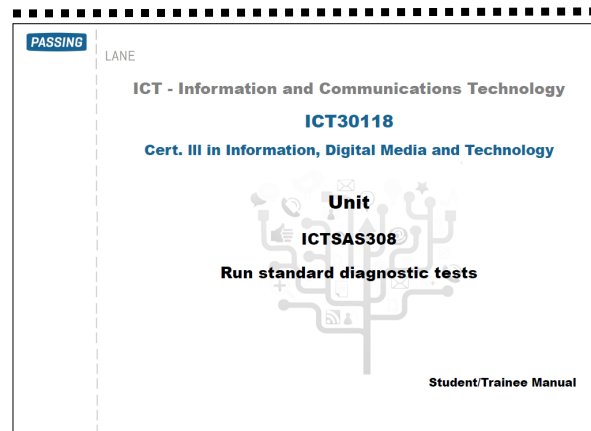 PASSING
LANE
ICT - Information and Communications Technology
ICT30118
Cert. III in Information, Digital Media and Technology
Unit
ICTSAS308
Run standard diagnostic tests
Student/Trainee Manual